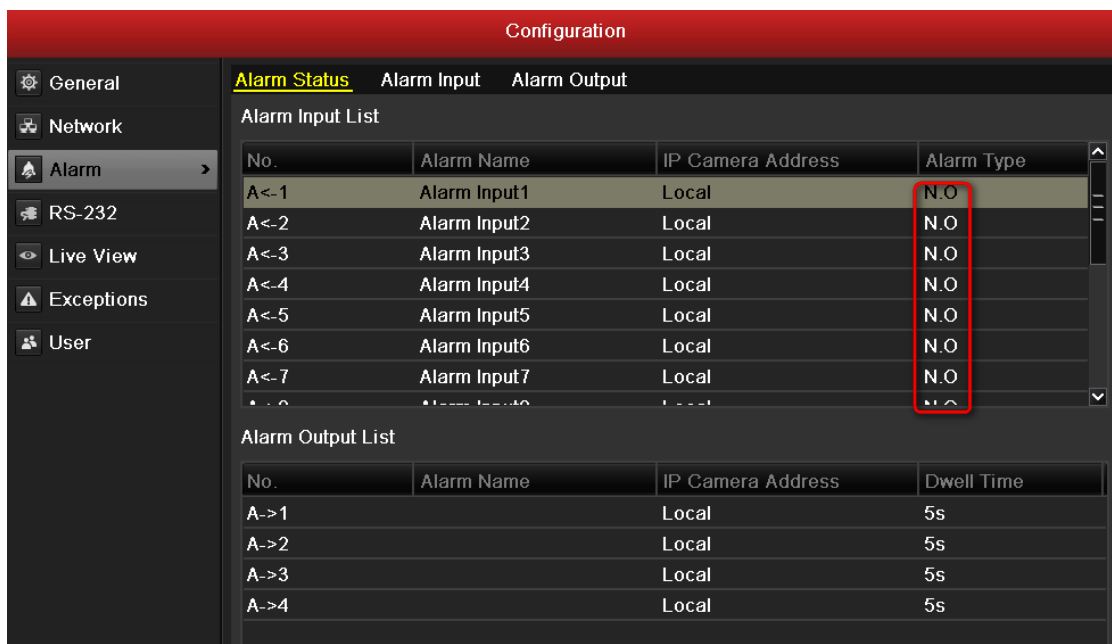 Configuration
General
Network
Alarm >
RS-232
Live View
Exceptions
User
Alarm Status Alarm Input Alarm Output
Alarm Input List
No. Alarm Name IP Camera Address Alarm Type
A<-1 Alarm Input1 Local N.O
A<-2 Alarm Input2 Local N.O
A<-3 Alarm Input3 Local N.O
A<-4 Alarm Input4 Local N.O
A<-5 Alarm Input5 Local N.O
A<-6 Alarm Input6 Local N.O
A<-7 Alarm Input7 Local N.O
Alarm Output List
No. Alarm Name IP Camera Address Dwell Time
A->1 Local 5s
A->2 Local 5s
A->3 Local 5s
A->4 Local 5s